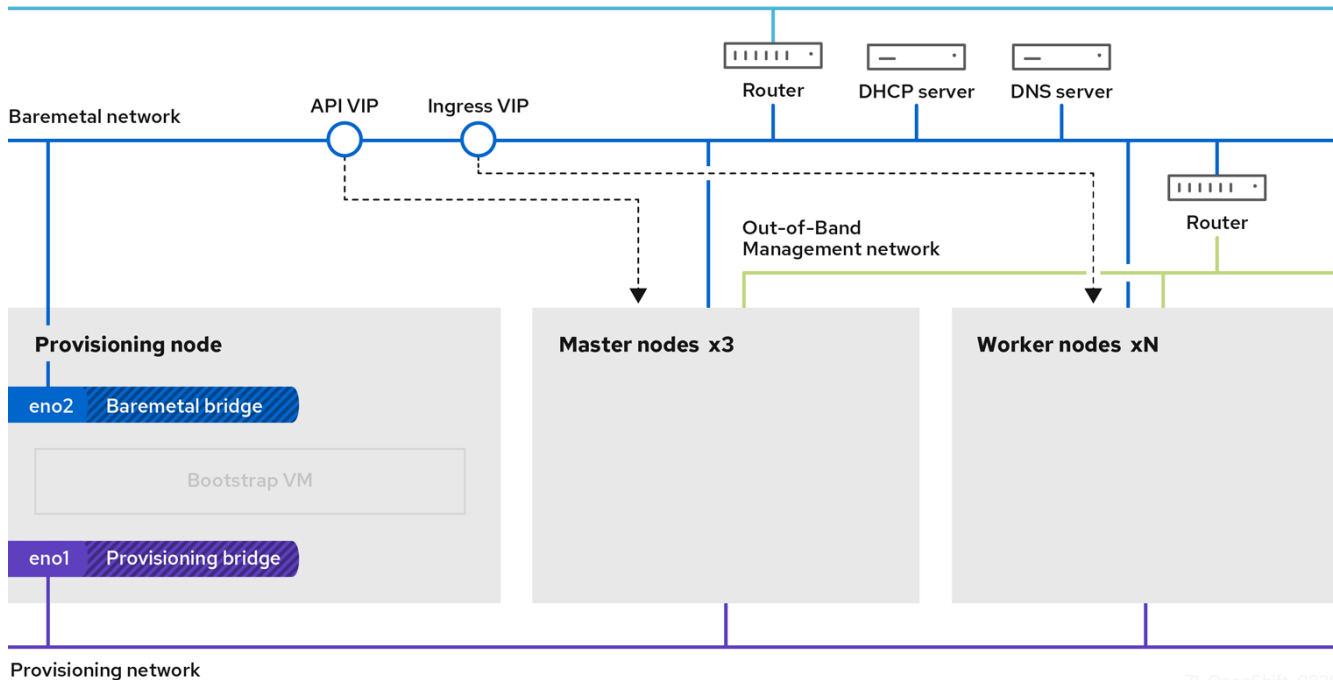 Router
DHCP server
DNS server
API VIP
Ingress VIP
Baremetal network
Router
Out-of-Band
Management network
Provisioning node
Master nodes x3
Worker nodes xN
eno2
Baremetal bridge
Bootstrap VM
eno1
Provisioning bridge
Provisioning network